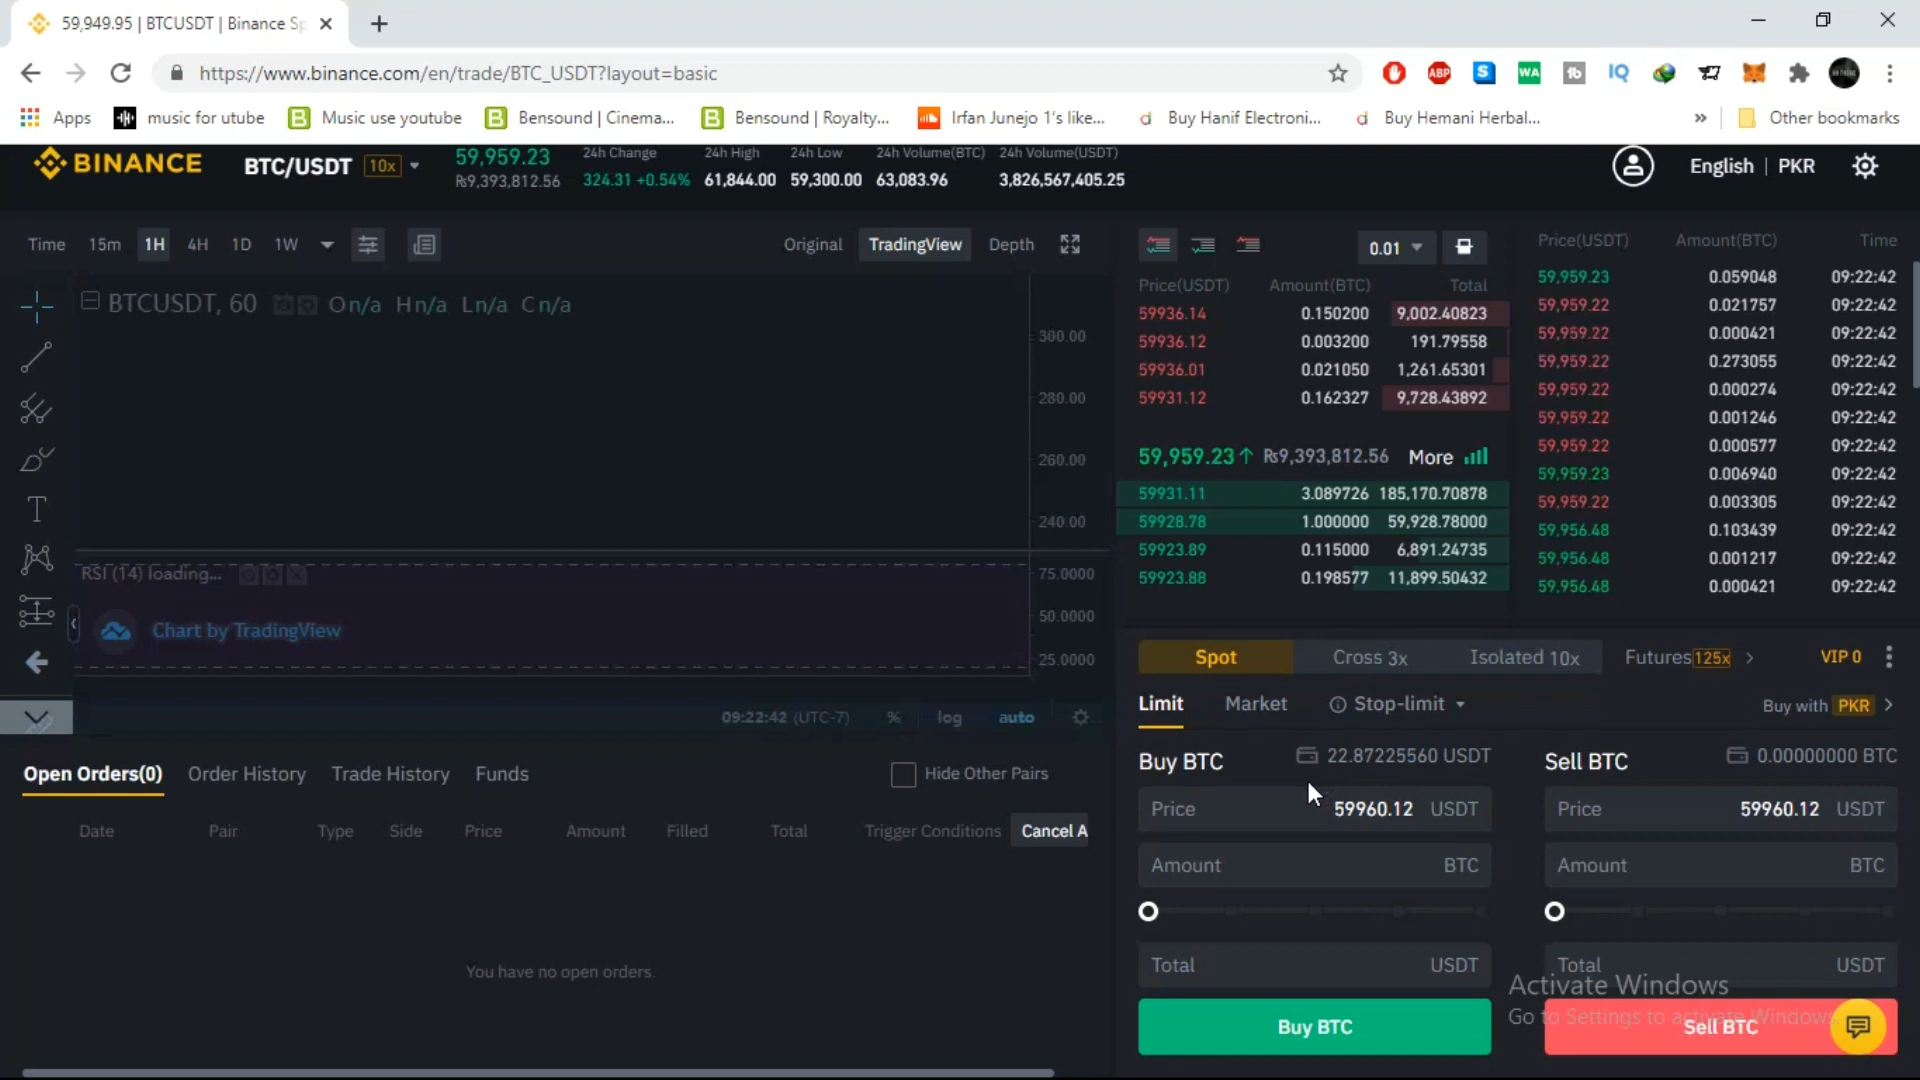 59,949.95 | BTCUSDT | Binance Sp
https://www.binance.com/en/trade/BTC_USDT?layout=basic
ABP S WA tb IQ
Apps music for utube Music use youtube Bensound | Cinema... Bensound | Royalty... Irfan Junejo 1's like... Buy Hanif Electroni... Buy Hemani Herbal... » Other bookmarks
BINANCE BTC/USDT 10x 59,959.23 24h Change 24h High 24h Low 24h Volume(BTC) 24h Volume(USDT) English | PKR
₨9,393,812.56 324.31 +0.54% 61,844.00 59,300.00 63,083.96 3,826,567,405.25
Time 15m 1H 4H 1D 1W Original TradingView Depth
BTCUSDT, 60 On/a Hn/a Ln/a Cn/a
300.00
280.00
260.00
240.00
RSI (14) loading...
75.0000
50.0000
25.0000
Chart by TradingView
09:22:42 (UTC-7) % log auto
0.01
Price(USDT) Amount(BTC) Total
59936.14 0.150200 9,002.40823
59936.12 0.003200 191.79558
59936.01 0.021050 1,261.65301
59931.12 0.162327 9,728.43892
59,959.23↑ ₨9,393,812.56 More
59931.11 3.089726 185,170.70878
59928.78 1.000000 59,928.78000
59923.89 0.115000 6,891.24735
59923.88 0.198577 11,899.50432
Price(USDT) Amount(BTC) Time
59,959.23 0.059048 09:22:42
59,959.22 0.021757 09:22:42
59,959.22 0.000421 09:22:42
59,959.22 0.273055 09:22:42
59,959.22 0.000274 09:22:42
59,959.22 0.001246 09:22:42
59,959.22 0.000577 09:22:42
59,959.23 0.006940 09:22:42
59,959.22 0.003305 09:22:42
59,956.48 0.103439 09:22:42
59,956.48 0.001217 09:22:42
59,956.48 0.000421 09:22:42
Spot Cross 3x Isolated 10x Futures 125x VIP 0
Limit Market Stop-limit Buy with PKR
Buy BTC 22.87225560 USDT
Price 59960.12 USDT
Amount BTC
Total USDT
Buy BTC
Sell BTC 0.00000000 BTC
Price 59960.12 USDT
Amount BTC
Total USDT
Sell BTC
Open Orders(0) Order History Trade History Funds Hide Other Pairs
Date Pair Type Side Price Amount Filled Total Trigger Conditions Cancel A
You have no open orders.
Activate Windows
Go to Settings to activate Windows